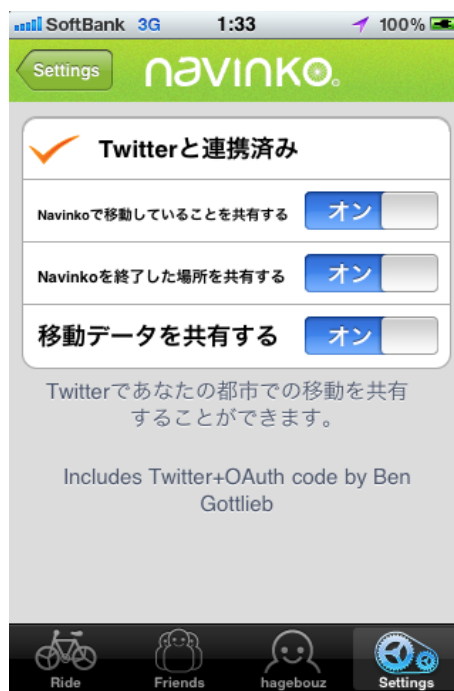 SoftBank 3G 1:33 100%
Settings NAVINKO
Twitterと連携済み
Navinkoで移動していることを共有する オン
Navinkoを終了した場所を共有する オン
移動データを共有する オン
Twitterであなたの都市での移動を共有
することができます。
Includes Twitter+OAuth code by Ben
Gottlieb
Ride Friends hagebouz Settings